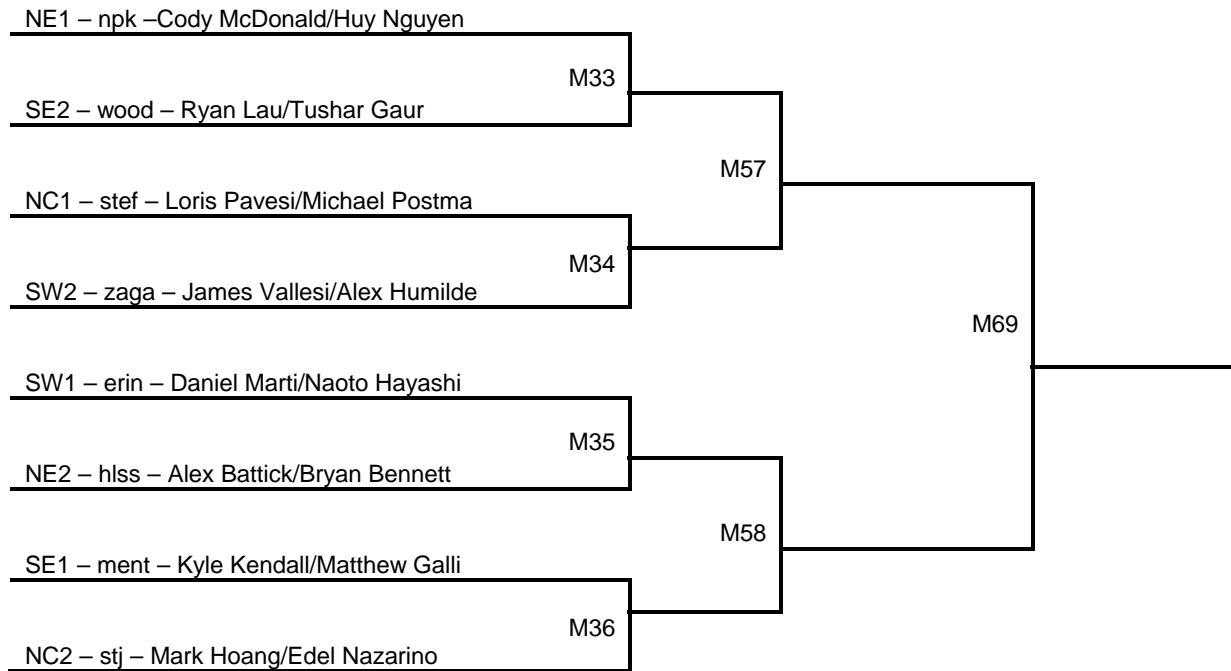 NE1 – npk –Cody McDonald/Huy Nguyen
M33
SE2 – wood – Ryan Lau/Tushar Gaur
M57
NC1 – stef – Loris Pavesi/Michael Postma
M34
SW2 – zaga – James Vallesi/Alex Humilde
M69
SW1 – erin – Daniel Marti/Naoto Hayashi
M35
NE2 – hlss – Alex Battick/Bryan Bennett
M58
SE1 – ment – Kyle Kendall/Matthew Galli
M36
NC2 – stj – Mark Hoang/Edel Nazarino